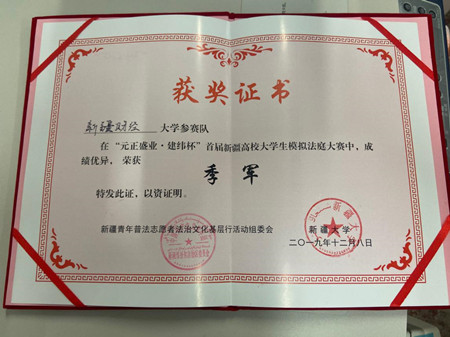 获奖证书
新疆财经 大学参赛队
在“元正盛业·建纬杯”首届新疆高校大学生模拟法庭大赛中，成
绩优异，荣获
季军
特发此证，以资证明。
新疆青年普法志愿者法治文化基层行活动组委会 新疆大学
二〇一九年十二月八日